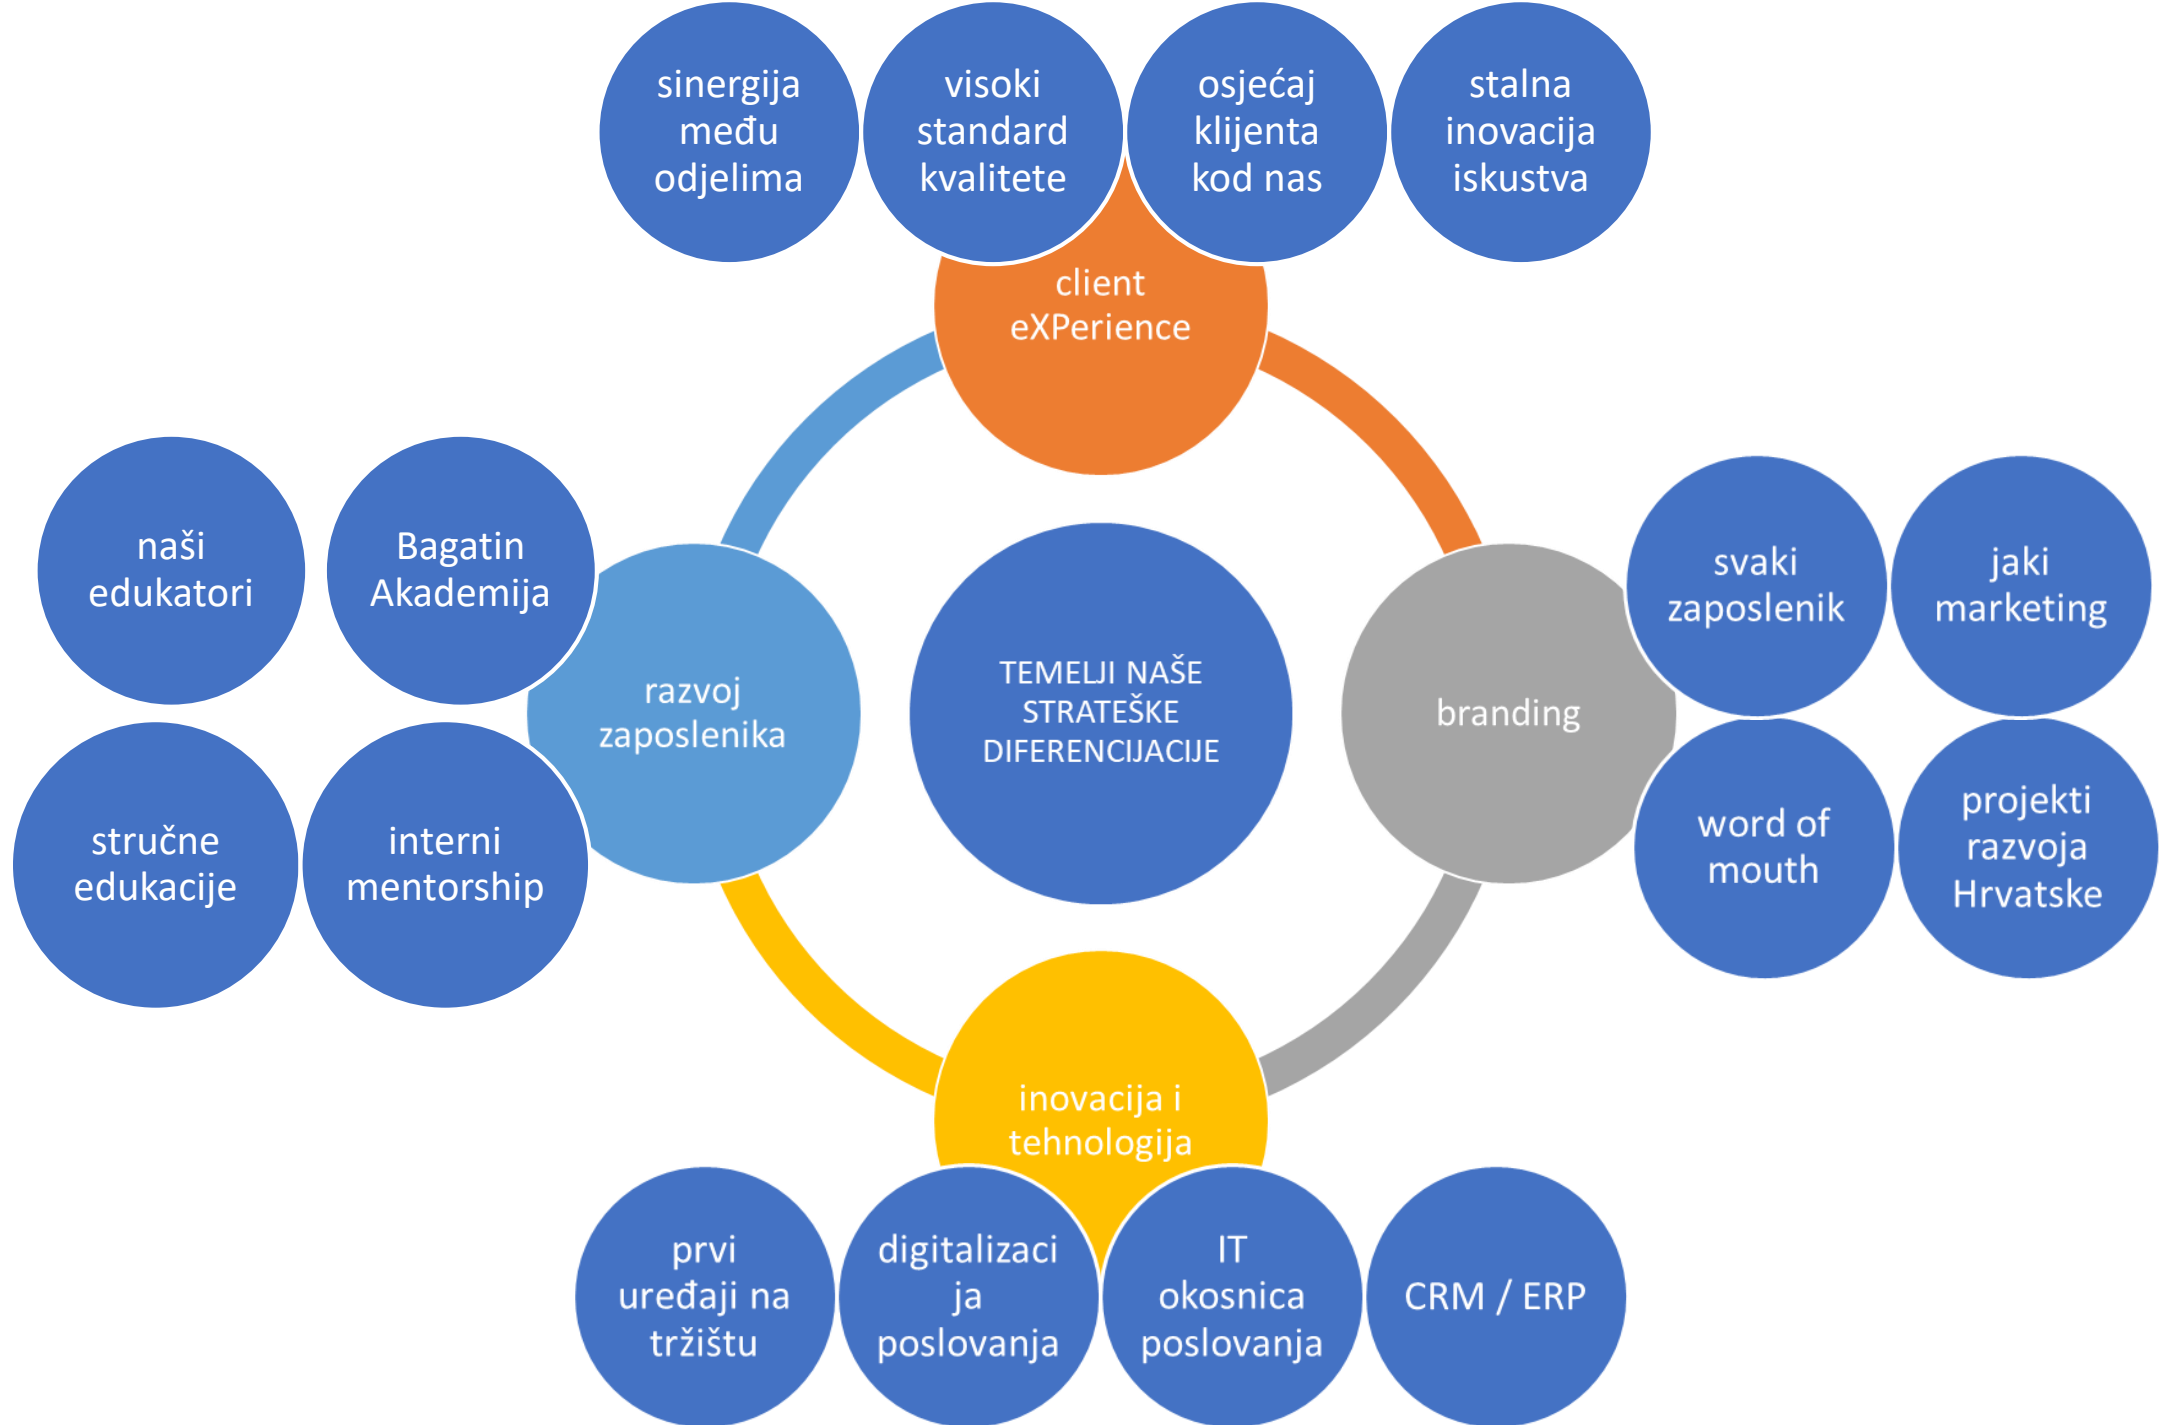 sinergija
među
odjelima
visoki
standard
kvalitete
osjećaj
klijenta
kod nas
stalna
inovacija
iskustva
client
eXPerience
naši
edukatori
Bagatin
Akademija
stručne
edukacije
interni
mentorship
razvoj
zaposlenika
TEMELJI NAŠE
STRATEŠKE
DIFERENCIJACIJE
branding
svaki
zaposlenik
jaki
marketing
word of
mouth
projekti
razvoja
Hrvatske
inovacija i
tehnologija
prvi
uređaji na
tržištu
digitalizaci
ja
poslovanja
IT
okosnica
poslovanja
CRM / ERP